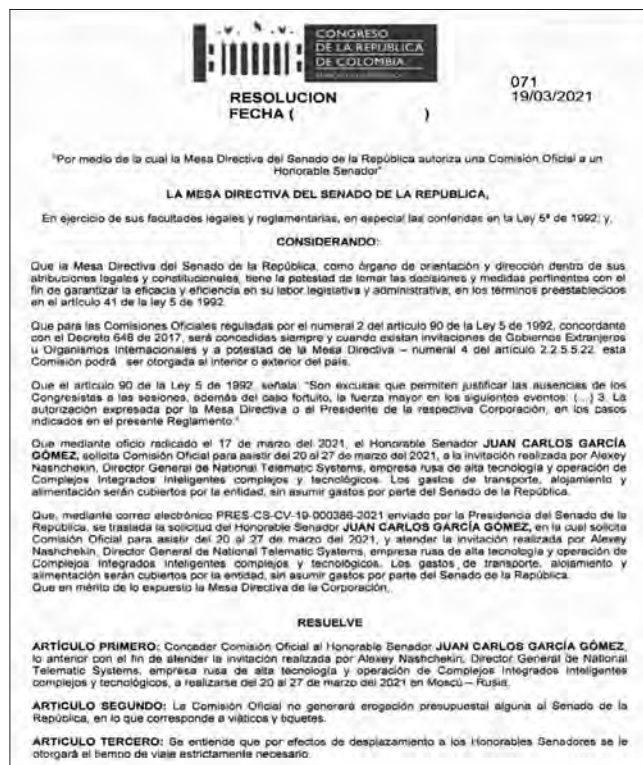 CONGRESO
DE LA REPÚBLICA
DE COLOMBIA
071
19/03/2021
RESOLUCION
FECHA ( )
"Por medio de la cual la Mesa Directiva del Senado de la República autoriza una Comisión Oficial a un
Honorable Senador"
LA MESA DIRECTIVA DEL SENADO DE LA REPÚBLICA,
En ejercicio de sus facultades legales y reglamentarias, en especial las conferidas en la Ley 5ª de 1992; y,
CONSIDERANDO:
Que la Mesa Directiva del Senado de la República, como órgano de orientación y dirección dentro de sus
atribuciones legales y constitucionales, tiene la potestad de tomar las decisiones y medidas pertinentes con el
fin de garantizar la eficacia y eficiencia en su labor legislativa y administrativa, en los términos preestablecidos
en el artículo 41 de la ley 5 de 1992.
Que para las Comisiones Oficiales reguladas por el numeral 2 del artículo 90 de la Ley 5 de 1992, concordante
con el Decreto 648 de 2017, será concedidas siempre y cuando existan invitaciones de Gobiernos Extranjeros
u Organismos Internacionales y a potestad de la Mesa Directiva – numeral 4 del artículo 2.2.5.5.22, esta
Comisión podrá ser otorgada al interior o exterior del país.
Que el artículo 90 de la Ley 5 de 1992, señala: "Son excusas que permiten justificar las ausencias de los
Congresistas a las sesiones, además del caso fortuito, la fuerza mayor en los siguientes eventos: (...) 3. La
autorización expresada por la Mesa Directiva o el Presidente de la respectiva Corporación, en los casos
indicados en el presente Reglamento."
Que mediante oficio radicado el 17 de marzo del 2021, el Honorable Senador JUAN CARLOS GARCÍA
GÓMEZ, solicita Comisión Oficial para asistir del 20 al 27 de marzo del 2021, a la invitación realizada por Alexey
Nashchekin, Director General de National Telematic Systems, empresa rusa de alta tecnología y operación de
Complejos Integrados Inteligentes complejos y tecnológicos. Los gastos de transporte, alojamiento y
alimentación serán cubiertos por la entidad, sin asumir gastos por parte del Senado de la República.
Que, mediante correo electrónico PRES-CS-CV-19-000386-2021 enviado por la Presidencia del Senado de la
República, se traslada la solicitud del Honorable Senador JUAN CARLOS GARCÍA GÓMEZ, en la cual solicita
Comisión Oficial para asistir del 20 al 27 de marzo del 2021, y atender la invitación realizada por Alexey
Nashchekin, Director General de National Telematic Systems, empresa rusa de alta tecnología y operación de
Complejos Integrados Inteligentes complejos y tecnológicos. Los gastos de transporte, alojamiento y
alimentación serán cubiertos por la entidad, sin asumir gastos por parte del Senado de la República.
Que en mérito de lo expuesto la Mesa Directiva de la Corporación,
RESUELVE
ARTÍCULO PRIMERO: Conceder Comisión Oficial al Honorable Senador JUAN CARLOS GARCÍA GÓMEZ,
lo anterior con el fin de atender la invitación realizada por Alexey Nashchekin, Director General de National
Telematic Systems, empresa rusa de alta tecnología y operación de Complejos Integrados Inteligentes
complejos y tecnológicos, a realizarse del 20 al 27 de marzo del 2021 en Moscú – Rusia.
ARTICULO SEGUNDO: La Comisión Oficial no generará erogación presupuestal alguna al Senado de la
República, en lo que corresponde a viáticos y tiquetes.
ARTICULO TERCERO: Se entiende que por efectos de desplazamiento a los Honorables Senadores se le
otorgará el tiempo de viaje estrictamente necesario.